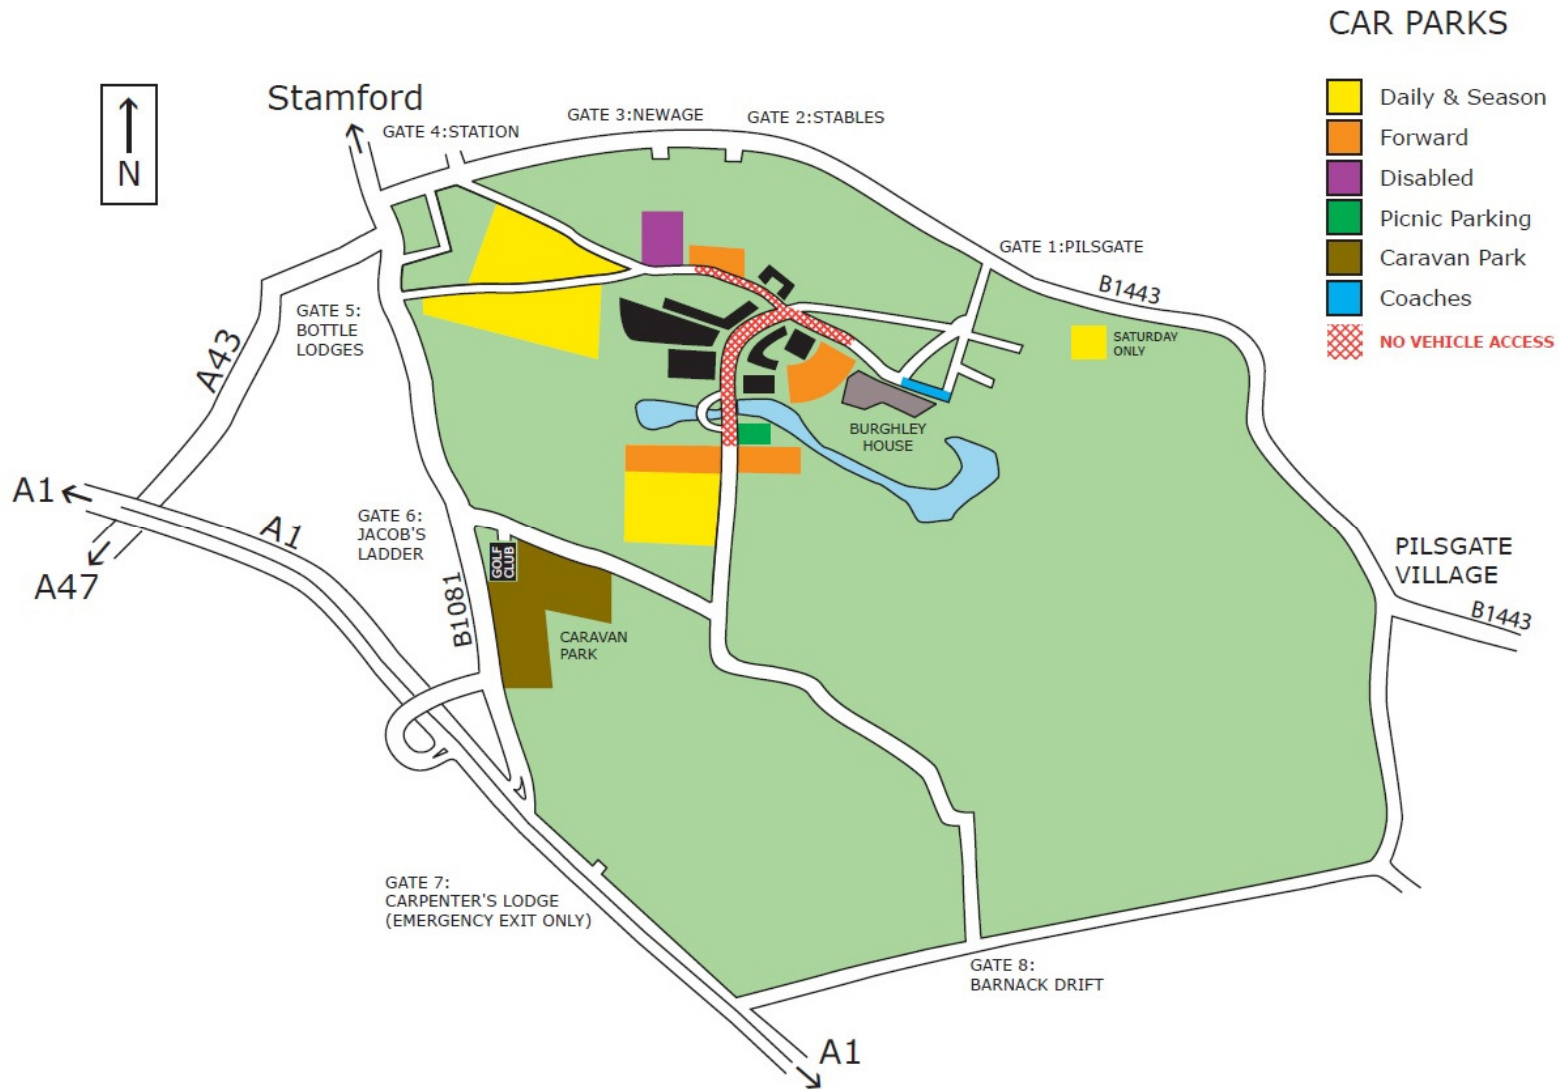 CAR PARKS
Daily & Season
Forward
Disabled
Picnic Parking
Caravan Park
Coaches
NO VEHICLE ACCESS
N
Stamford
GATE 4:STATION
GATE 3:NEWAGE
GATE 2:STABLES
GATE 1:PILSGATE
B1443
SATURDAY
ONLY
GATE 5:
BOTTLE
LODGES
A43
BURGHLEY
HOUSE
A1
A1
A47
GATE 6:
JACOB'S
LADDER
GOLF
CLUB
B1081
CARAVAN
PARK
PILSGATE
VILLAGE
B1443
GATE 7:
CARPENTER'S LODGE
(EMERGENCY EXIT ONLY)
GATE 8:
BARNACK DRIFT
A1